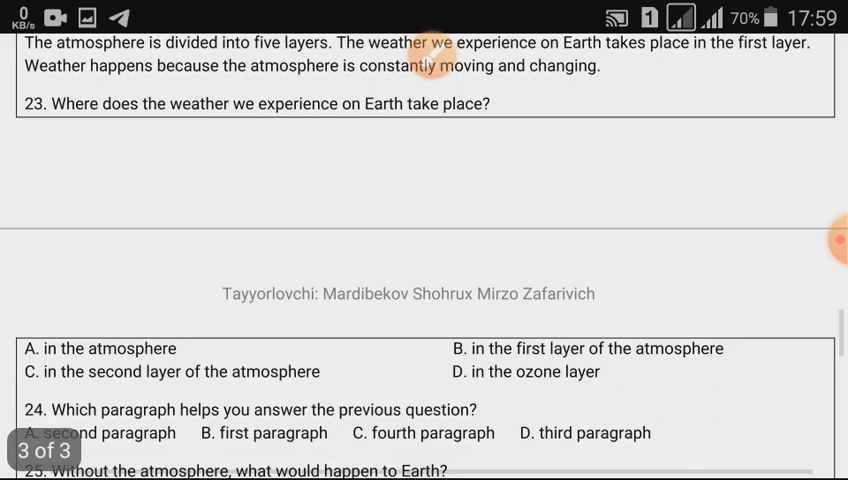 0
KB/s
1
70%
17:59
The atmosphere is divided into five layers. The weather we experience on Earth takes place in the first layer.
Weather happens because the atmosphere is constantly moving and changing.
23. Where does the weather we experience on Earth take place?
Tayyorlovchi: Mardibekov Shohrux Mirzo Zafarivich
A. in the atmosphere B. in the first layer of the atmosphere
C. in the second layer of the atmosphere D. in the ozone layer
24. Which paragraph helps you answer the previous question?
A. second paragraph B. first paragraph C. fourth paragraph D. third paragraph
3 of 3
25. Without the atmosphere, what would happen to Earth?